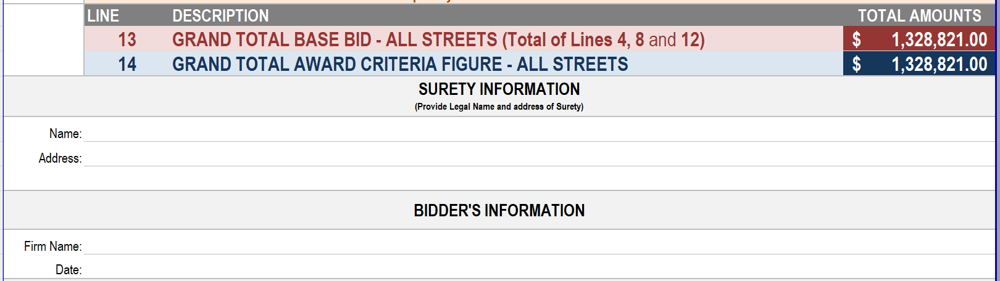 LINE DESCRIPTION TOTAL AMOUNTS
13 GRAND TOTAL BASE BID - ALL STREETS (Total of Lines 4, 8 and 12) $ 1,328,821.00
14 GRAND TOTAL AWARD CRITERIA FIGURE - ALL STREETS $ 1,328,821.00
SURETY INFORMATION
(Provide Legal Name and address of Surety)
Name:
Address:
BIDDER'S INFORMATION
Firm Name:
Date: